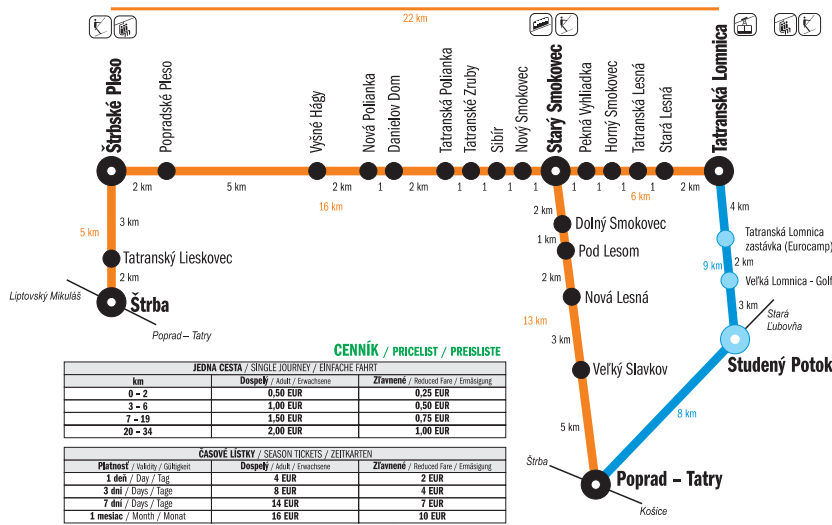 22 km
Štrbské Pleso
Popradské Pleso
Vyšné Hágy
Nová Polianka
Danielov Dom
Tatranská Polianka
Tatranské Zruby
Sibír
Nový Smokovec
Starý Smokovec
Pekná Vyhliadka
Horný Smokovec
Tatranská Lesná
Stará Lesná
Tatranská Lomnica
2 km
5 km
2 km
1
2 km
1
1
1
1
1
1
1
1
2 km
16 km
6 km
3 km
5 km
Tatranský Lieskovec
2 km
Liptovský Mikuláš
Štrba
Poprad – Tatry
2 km
Dolný Smokovec
1 km
Pod Lesom
2 km
Nová Lesná
13 km
3 km
Veľký Slavkov
5 km
Štrba
Poprad – Tatry
Košice
4 km
Tatranská Lomnica
zastávka (Eurocamp)
9 km
2 km
Veľká Lomnica - Golf
3 km
Stará
Ľubovňa
Studený Potok
8 km
CENNÍK / PRICELIST / PREISLISTE
JEDNA CESTA / SINGLE JOURNEY / EINFACHE FAHRT
km Dospelý / Adult / Erwachsene Zľavnené / Reduced Fare / Ermäsigung
0 – 2 0,50 EUR 0,25 EUR
3 – 6 1,00 EUR 0,50 EUR
7 – 19 1,50 EUR 0,75 EUR
20 – 34 2,00 EUR 1,00 EUR
ČASOVÉ LÍSTKY / SEASON TICKETS / ZEITKARTEN
Platnosť / Validity / Gültigkeit Dospelý / Adult / Erwachsene Zľavnené / Reduced Fare / Ermäsigung
1 deň / Day / Tag 4 EUR 2 EUR
3 dni / Days / Tage 8 EUR 4 EUR
7 dní / Days / Tage 14 EUR 7 EUR
1 mesiac / Month / Monat 16 EUR 10 EUR